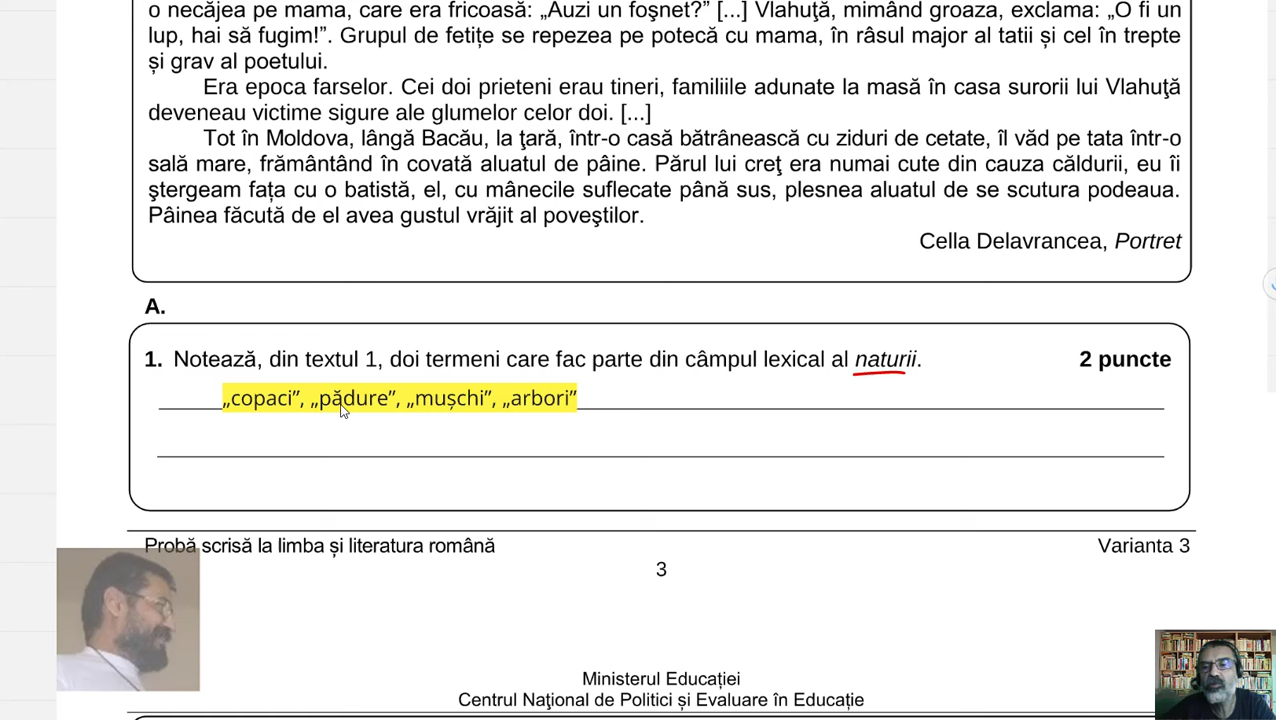 o necăjea pe mama, care era fricoasă: „Auzi un foşnet?” [...] Vlahuţă, mimând groaza, exclama: „O fi un
lup, hai să fugim!”. Grupul de fetițe se repezea pe potecă cu mama, în râsul major al tatii și cel în trepte
și grav al poetului.
Era epoca farselor. Cei doi prieteni erau tineri, familiile adunate la masă în casa surorii lui Vlahuţă
deveneau victime sigure ale glumelor celor doi. [...]
Tot în Moldova, lângă Bacău, la ţară, într-o casă bătrânească cu ziduri de cetate, îl văd pe tata într-o
sală mare, frământând în covată aluatul de pâine. Părul lui creţ era numai cute din cauza căldurii, eu îi
ştergeam faţa cu o batistă, el, cu mânecile suflecate până sus, plesnea aluatul de se scutura podeaua.
Pâinea făcută de el avea gustul vrăjit al poveştilor.
Cella Delavrancea, Portret
A.
1. Notează, din textul 1, doi termeni care fac parte din câmpul lexical al naturii. 2 puncte
„copaci”, „pădure”, „mușchi”, „arbori”
Probă scrisă la limba și literatura română Varianta 3
3
Ministerul Educației
Centrul Naţional de Politici și Evaluare în Educație